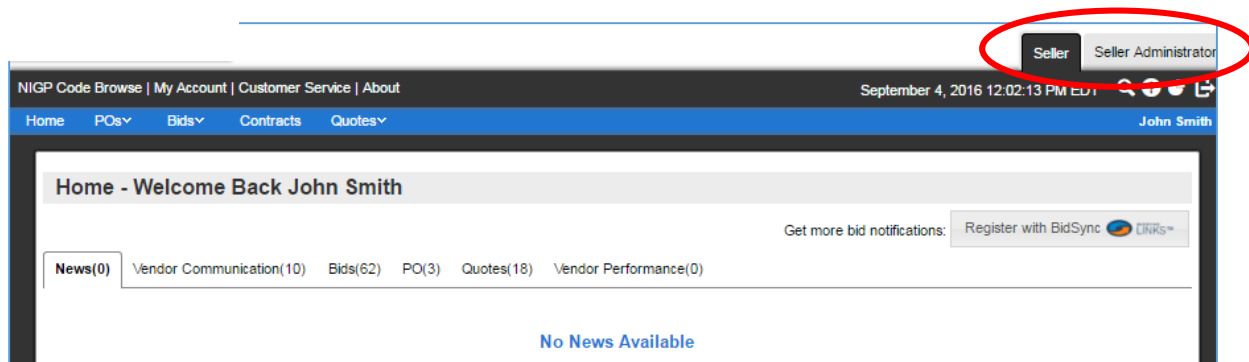 Seller Seller Administrator
NIGP Code Browse | My Account | Customer Service | About September 4, 2016 12:02:13 PM EDT
Home POs Bids Contracts Quotes John Smith
Home - Welcome Back John Smith
Get more bid notifications: Register with BidSync LINKS™
News(0) Vendor Communication(10) Bids(62) PO(3) Quotes(18) Vendor Performance(0)
No News Available